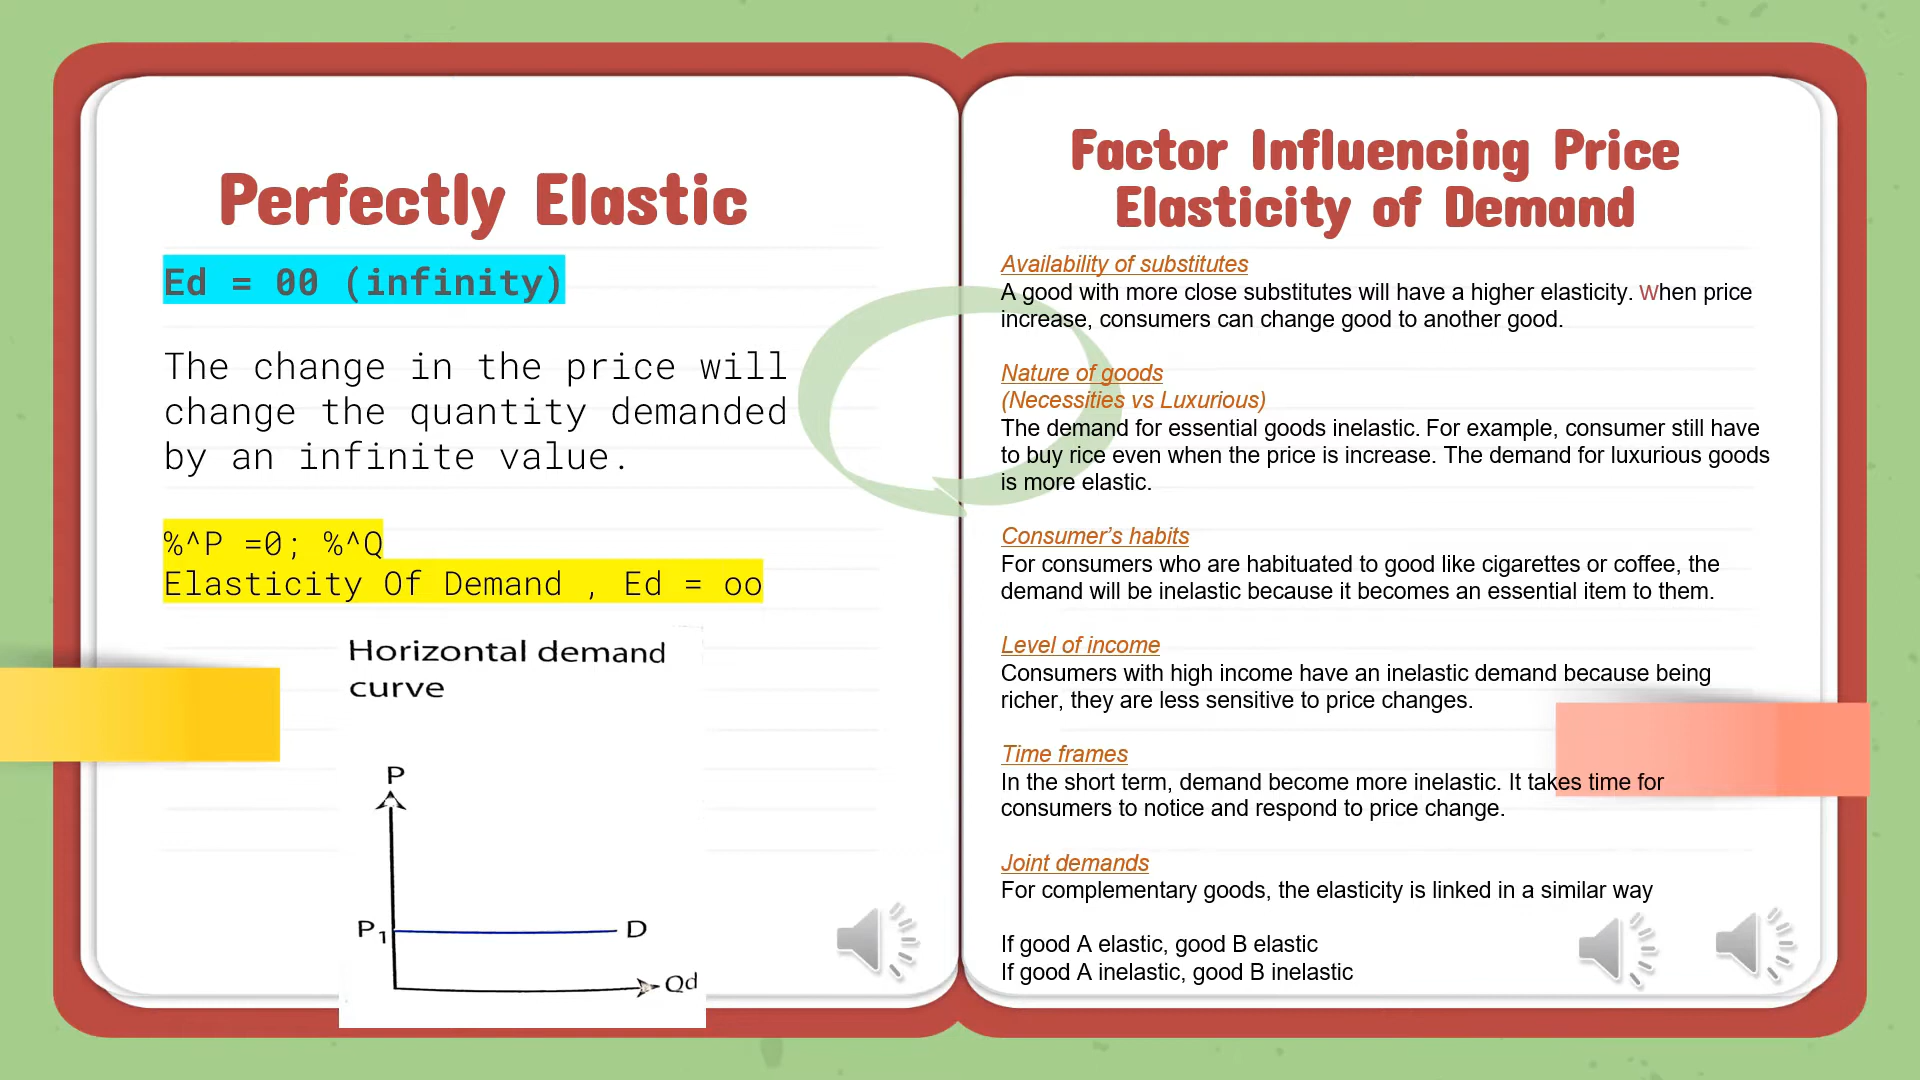 Perfectly Elastic
Ed = 00 (infinity)
The change in the price will
change the quantity demanded
by an infinite value.
%^P =0; %^Q
Elasticity Of Demand , Ed = oo
Horizontal demand
curve
P
P1
D
Qd
Factor Influencing Price
Elasticity of Demand
Availability of substitutes
A good with more close substitutes will have a higher elasticity. When price
increase, consumers can change good to another good.
Nature of goods
(Necessities vs Luxurious)
The demand for essential goods inelastic. For example, consumer still have
to buy rice even when the price is increase. The demand for luxurious goods
is more elastic.
Consumer’s habits
For consumers who are habituated to good like cigarettes or coffee, the
demand will be inelastic because it becomes an essential item to them.
Level of income
Consumers with high income have an inelastic demand because being
richer, they are less sensitive to price changes.
Time frames
In the short term, demand become more inelastic. It takes time for
consumers to notice and respond to price change.
Joint demands
For complementary goods, the elasticity is linked in a similar way
If good A elastic, good B elastic
If good A inelastic, good B inelastic